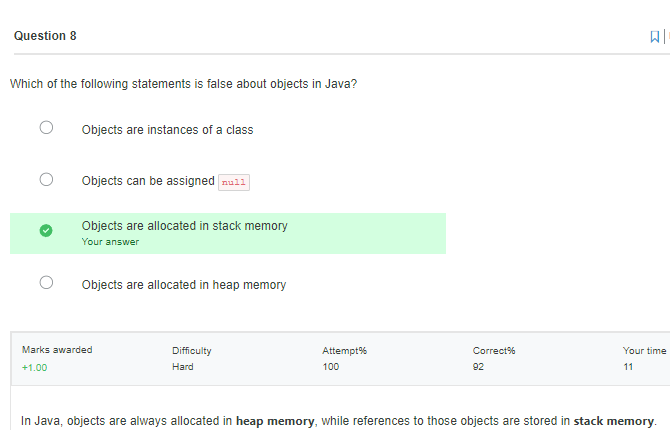 Question 8
Which of the following statements is false about objects in Java?
Objects are instances of a class
Objects can be assigned null
Objects are allocated in stack memory
Your answer
Objects are allocated in heap memory
Marks awarded Difficulty Attempt% Correct% Your time
+1.00 Hard 100 92 11
In Java, objects are always allocated in heap memory, while references to those objects are stored in stack memory.